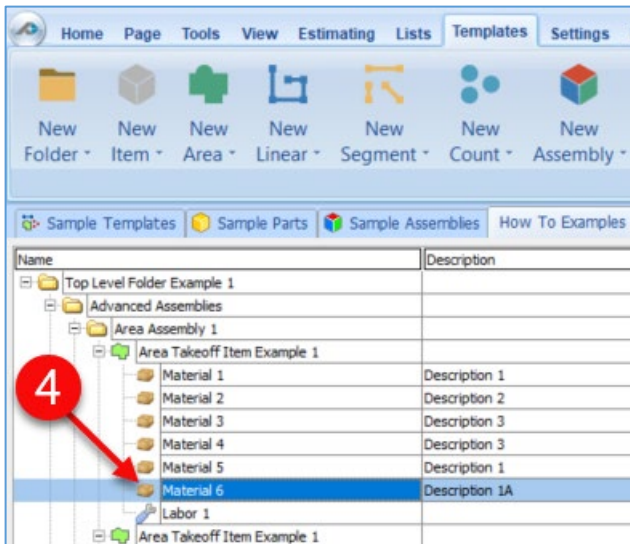 Home Page Tools View Estimating Lists Templates Settings
New Folder New Item New Area New Linear New Segment New Count New Assembly
Sample Templates Sample Parts Sample Assemblies How To Examples
Name Description
Top Level Folder Example 1
Advanced Assemblies
Area Assembly 1
Area Takeoff Item Example 1
Material 1 Description 1
Material 2 Description 2
Material 3 Description 3
Material 4 Description 3
Material 5 Description 1
4
Material 6 Description 1A
Labor 1
Area Takeoff Item Example 1